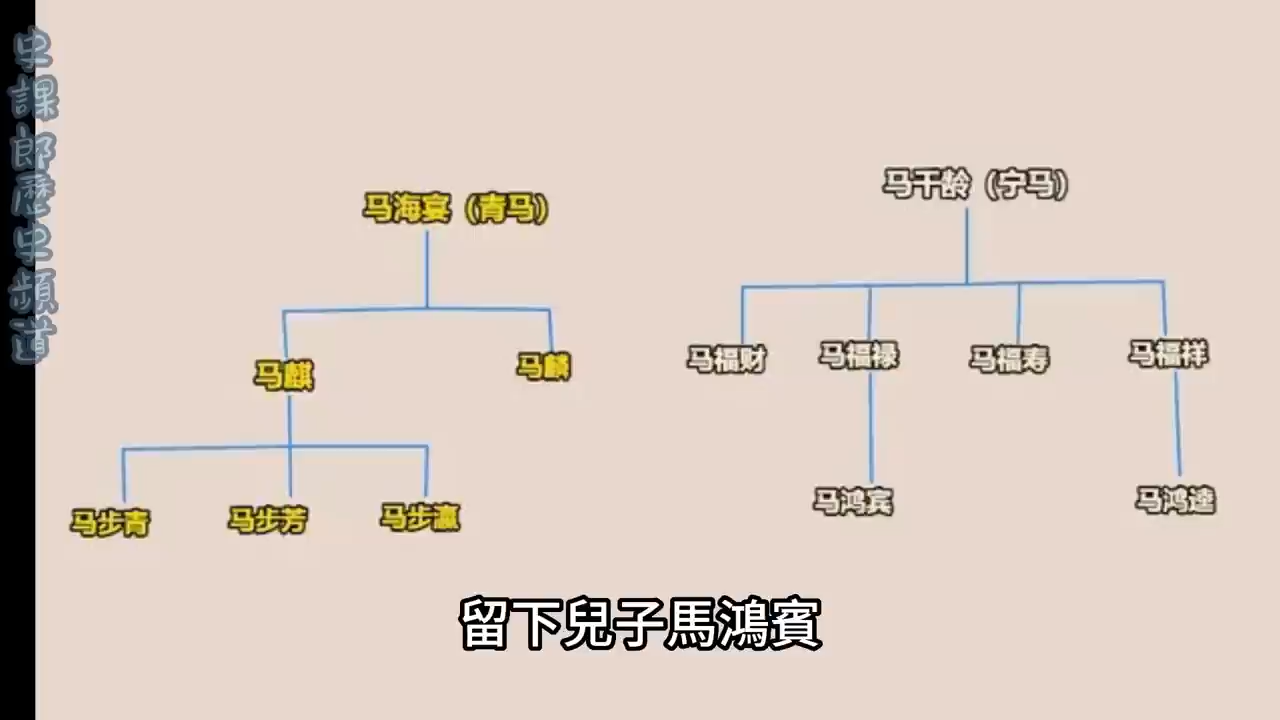 史課郎歷史頻道
马海宴（青马）
马千龄（宁马）
马麒
马麟
马福财
马福禄
马福寿
马福祥
马步青
马步芳
马步瀛
马鸿宾
马鸿逵
留下兒子馬鴻賓